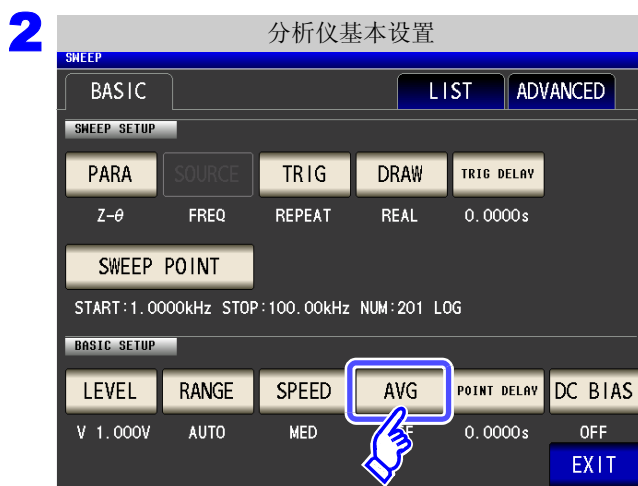 2
分析仪基本设置
SWEEP
BASIC LIST ADVANCED
SWEEP SETUP
PARA SOURCE TRIG DRAW TRIG DELAY
Z-θ FREQ REPEAT REAL 0.0000s
SWEEP POINT
START:1.0000kHz STOP:100.00kHz NUM:201 LOG
BASIC SETUP
LEVEL RANGE SPEED AVG POINT DELAY DC BIAS
V 1.000V AUTO MED 0.0000s OFF
EXIT